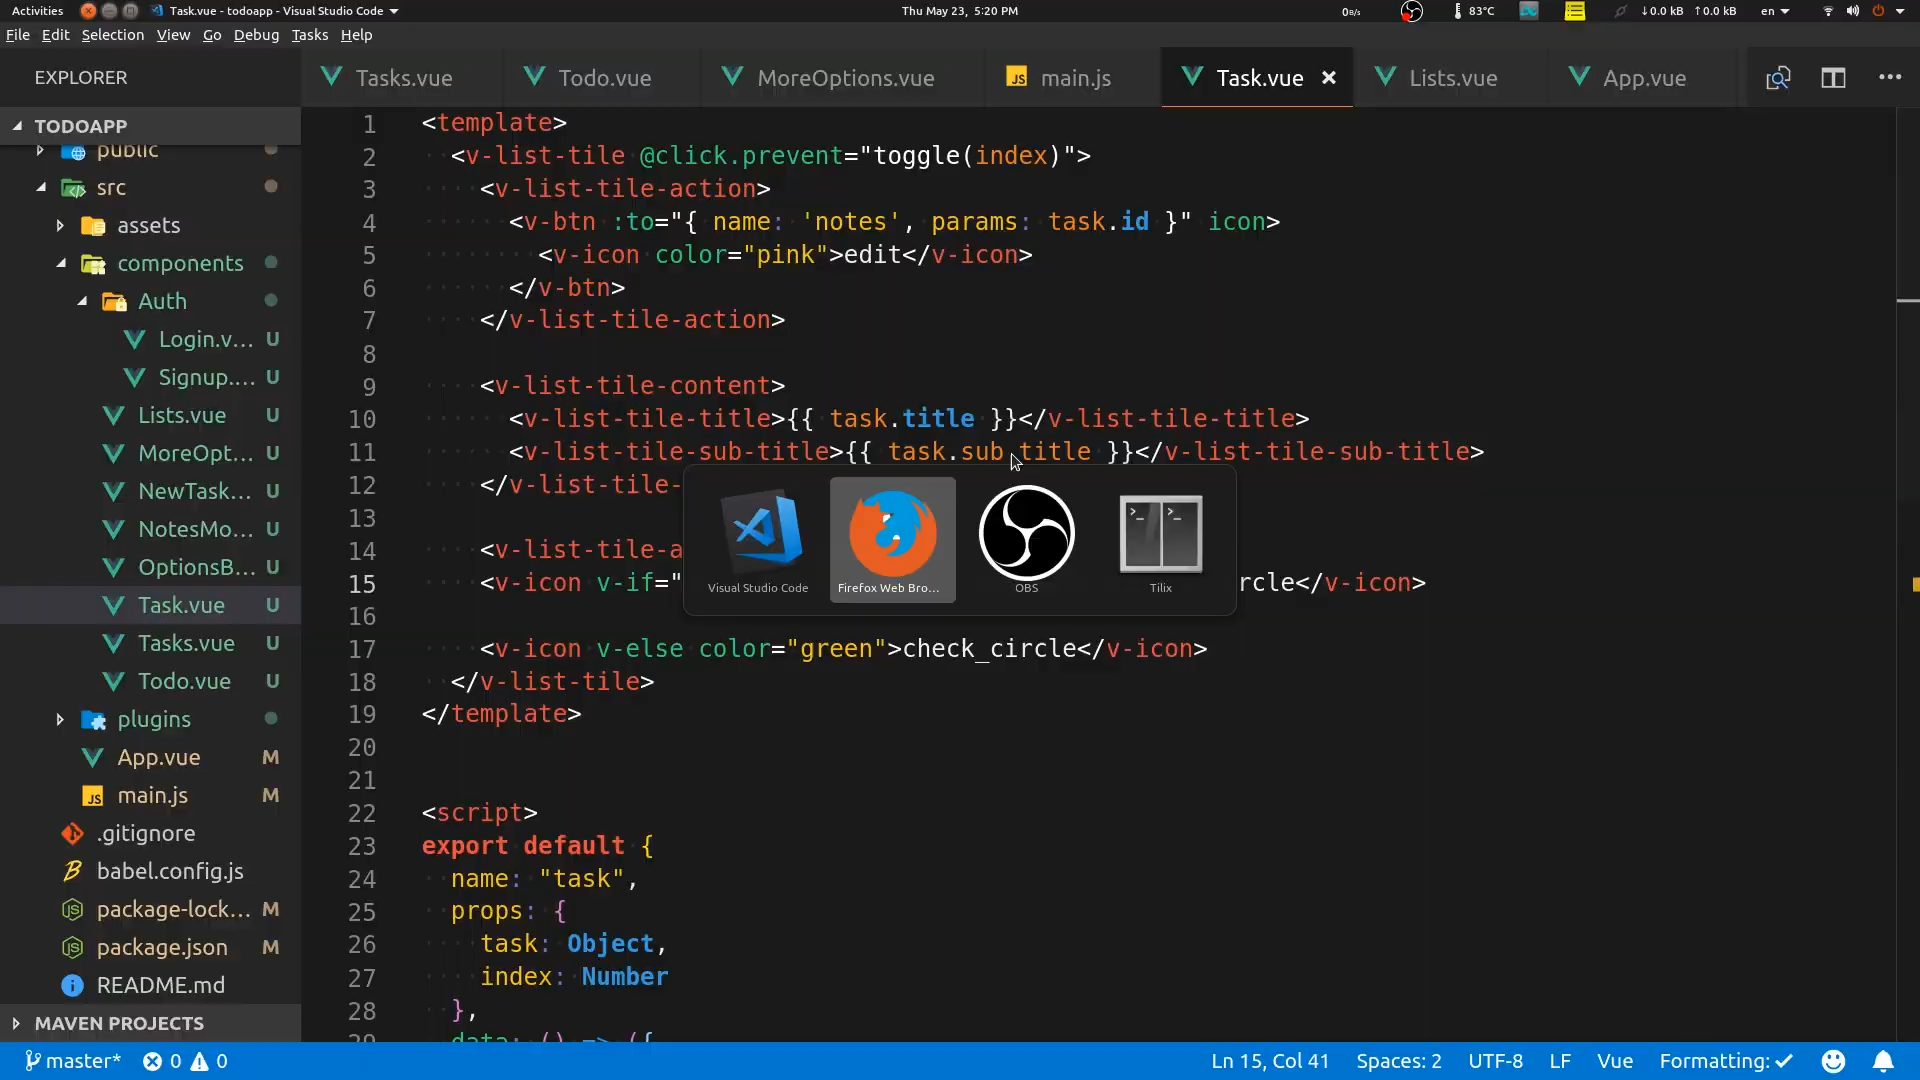 Activities
Task.vue - todoapp - Visual Studio Code
Thu May 23, 5:20 PM
0B/s
83°C
↓0.0 kB ↑0.0 kB
en
File Edit Selection View Go Debug Tasks Help
EXPLORER
Tasks.vue
Todo.vue
MoreOptions.vue
JS main.js
Task.vue
Lists.vue
App.vue
TODOAPP
public
src
assets
components
Auth
Login.v... U
Signup.... U
Lists.vue U
MoreOpt... U
NewTask... U
NotesMo... U
OptionsB... U
Task.vue U
Tasks.vue U
Todo.vue U
plugins
App.vue M
JS main.js M
.gitignore
babel.config.js
package-lock... M
package.json M
README.md
MAVEN PROJECTS
1 <template>
2 <v-list-tile @click.prevent="toggle(index)">
3 <v-list-tile-action>
4 <v-btn :to="{ name: 'notes', params: task.id }" icon>
5 <v-icon color="pink">edit</v-icon>
6 </v-btn>
7 </v-list-tile-action>
8
9 <v-list-tile-content>
10 <v-list-tile-title>{{ task.title }}</v-list-tile-title>
11 <v-list-tile-sub-title>{{ task.sub_title }}</v-list-tile-sub-title>
12 </v-list-tile-
13
14 <v-list-tile-a
15 <v-icon v-if=" rcle</v-icon>
16
17 <v-icon v-else color="green">check_circle</v-icon>
18 </v-list-tile>
19 </template>
20
21
22 <script>
23 export default {
24 name: "task",
25 props: {
26 task: Object,
27 index: Number
28 },
29 data: () => ({
Visual Studio Code
Firefox Web Bro...
OBS
Tilix
master*
0
0
Ln 15, Col 41
Spaces: 2
UTF-8
LF
Vue
Formatting: ✓